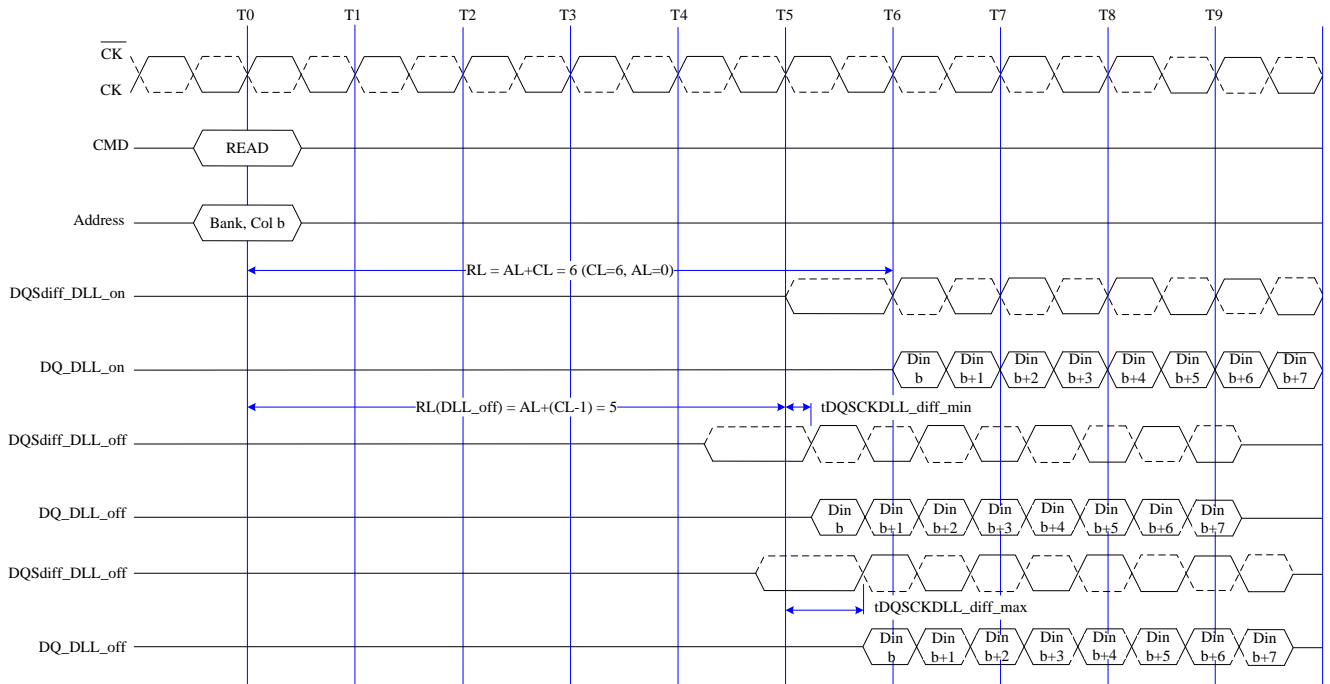 T0 T1 T2 T3 T4 T5 T6 T7 T8 T9
CK
CK
CMD READ
Address Bank, Col b
RL = AL+CL = 6 (CL=6, AL=0)
DQSdiff_DLL_on
DQ_DLL_on Din b Din b+1 Din b+2 Din b+3 Din b+4 Din b+5 Din b+6 Din b+7
RL(DLL_off) = AL+(CL-1) = 5 tDQSCKDLL_diff_min
DQSdiff_DLL_off
DQ_DLL_off Din b Din b+1 Din b+2 Din b+3 Din b+4 Din b+5 Din b+6 Din b+7
DQSdiff_DLL_off
tDQSCKDLL_diff_max
DQ_DLL_off Din b Din b+1 Din b+2 Din b+3 Din b+4 Din b+5 Din b+6 Din b+7